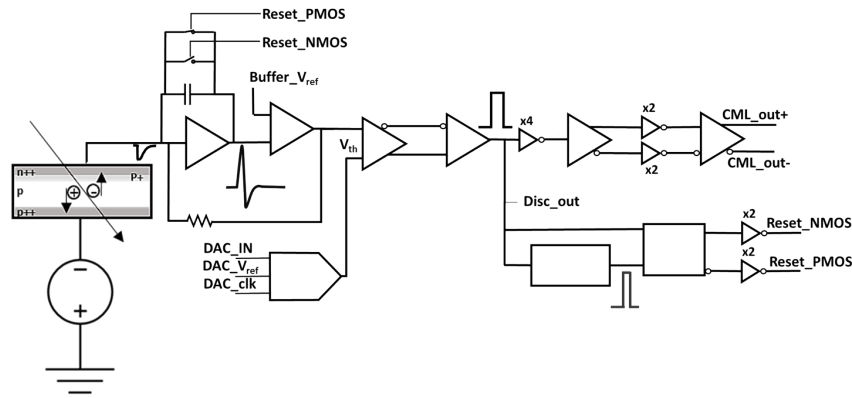 Reset_PMOS
Reset_NMOS
Buffer_Vref
n++
P+
p
+
-
p++
Vth
x4
x2
x2
CML_out+
CML_out-
Disc_out
DAC_IN
DAC_Vref
DAC_clk
x2
Reset_NMOS
x2
Reset_PMOS
-
+